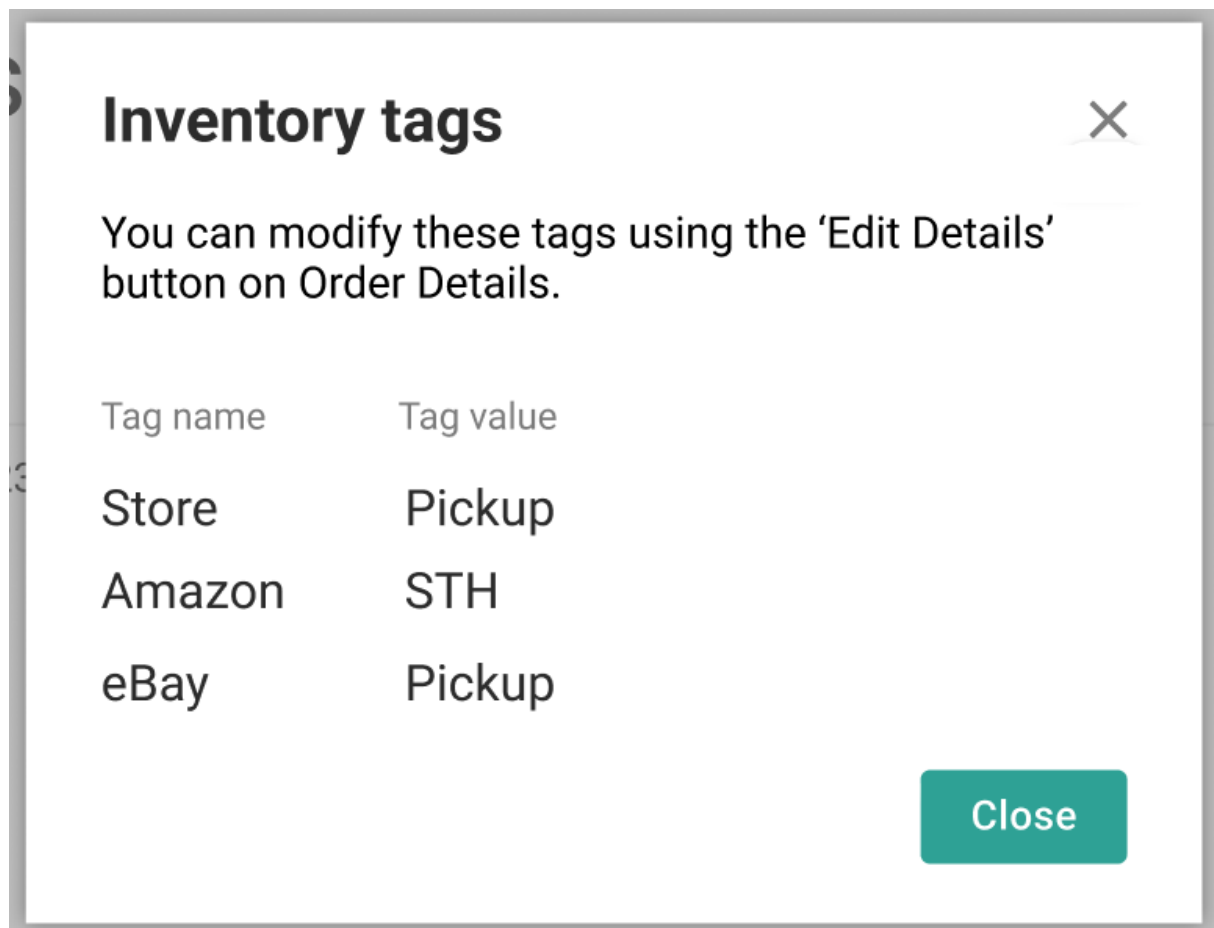 Inventory tags
You can modify these tags using the ‘Edit Details’
button on Order Details.
Tag name Tag value
Store Pickup
Amazon STH
eBay Pickup
Close